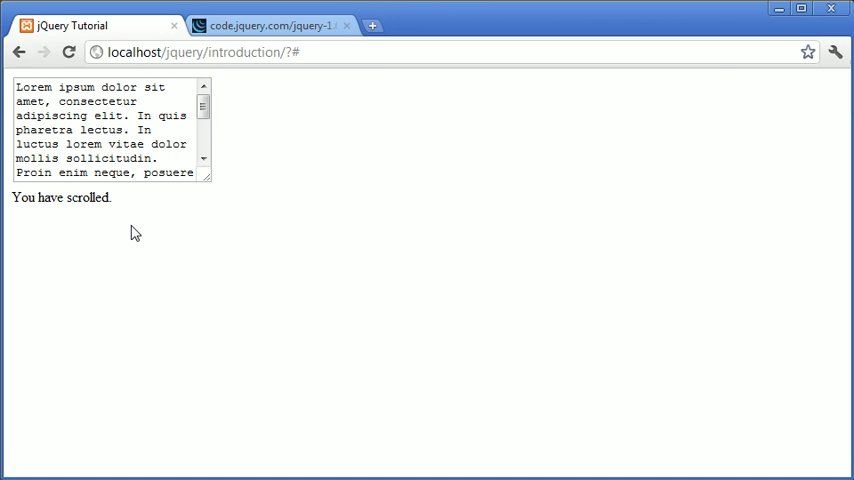 jQuery Tutorial
code.jquery.com/jquery-1.
localhost/jquery/introduction/?#
Lorem ipsum dolor sit
amet, consectetur
adipiscing elit. In quis
pharetra lectus. In
luctus lorem vitae dolor
mollis sollicitudin.
Proin enim neque, posuere
You have scrolled.